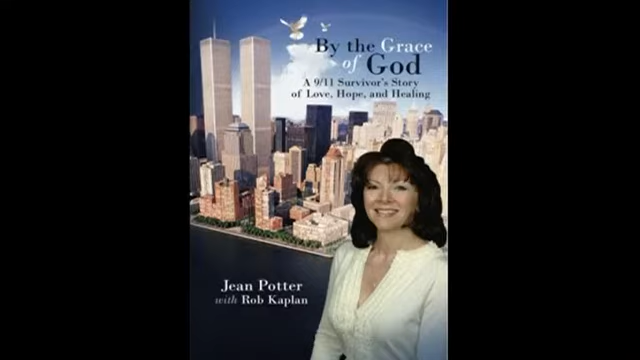 By the Grace
of God
A 9/11 Survivor's Story
of Love, Hope, and Healing
Jean Potter
with Rob Kaplan